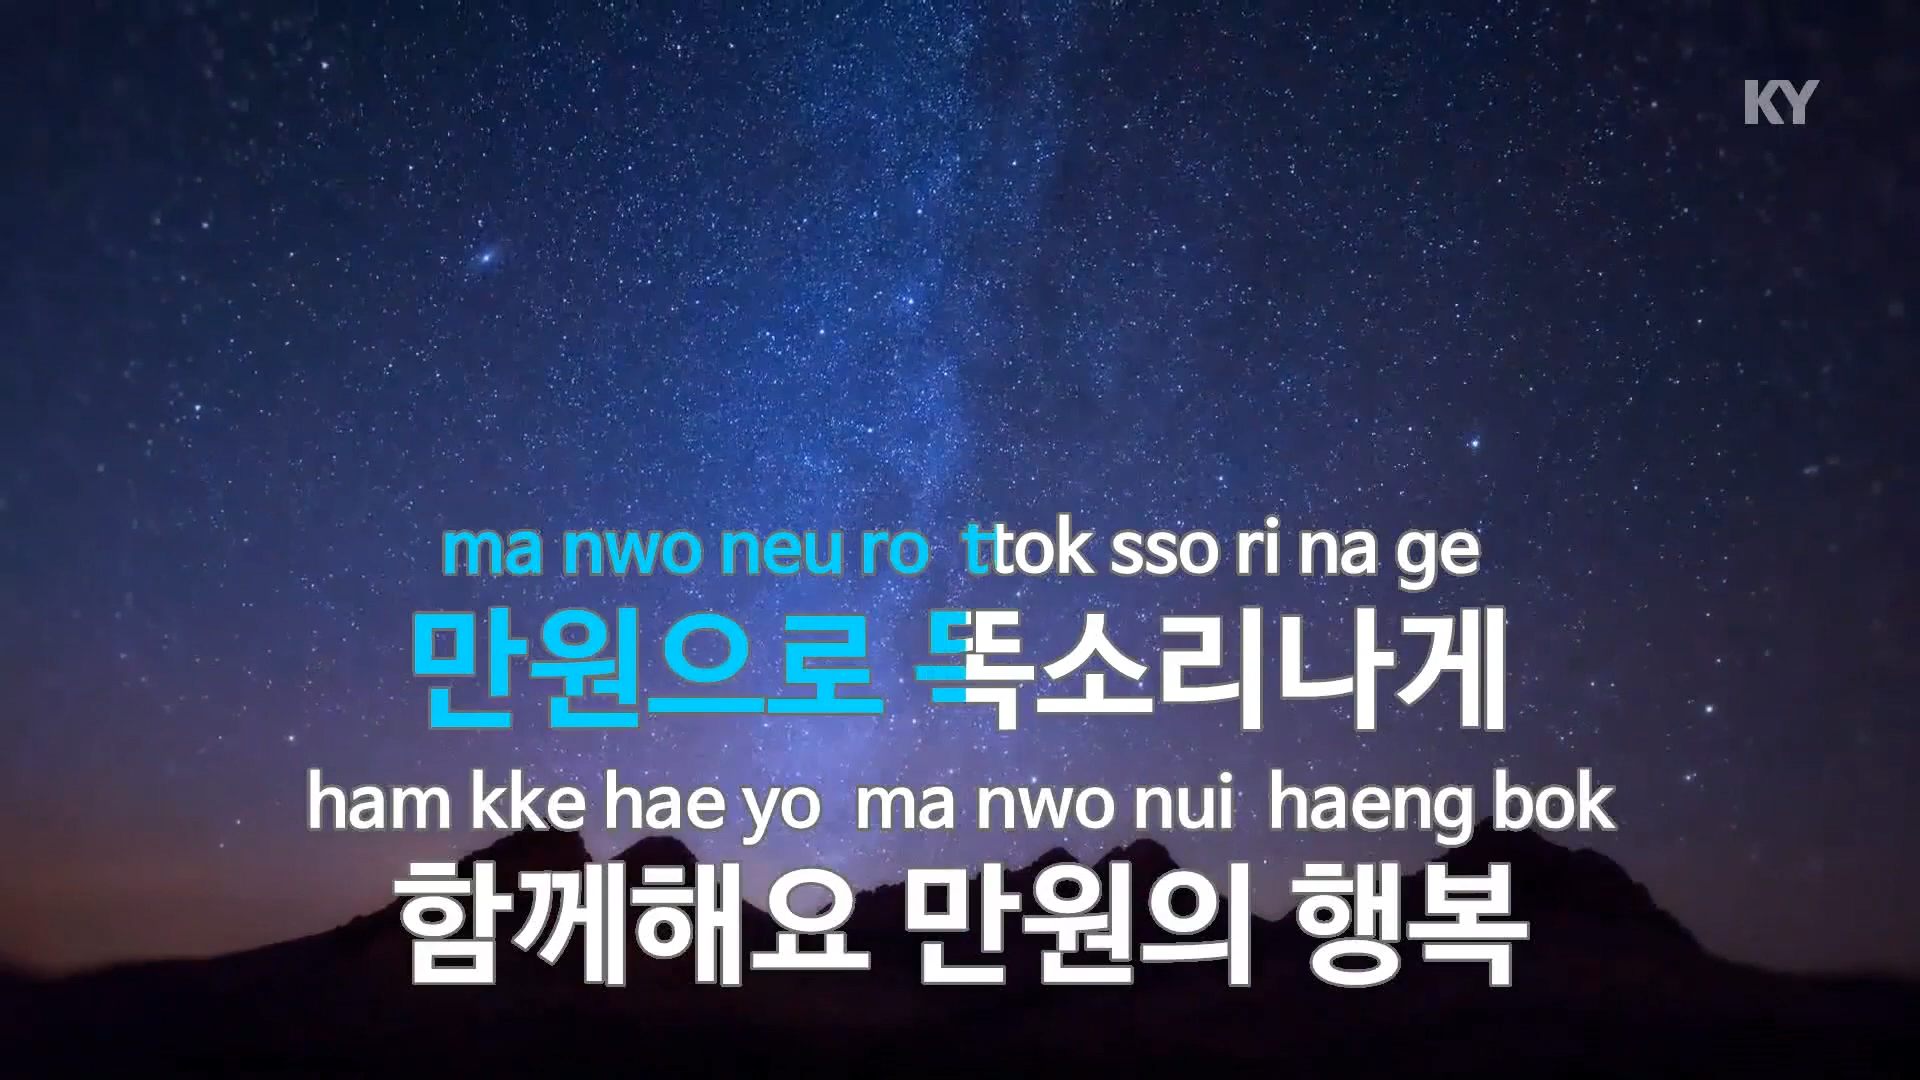 KY
ma nwo neu ro ttok sso ri na ge
만원으로 똑소리나게
ham kke hae yo ma nwo nui haeng bok
함께해요 만원의 행복